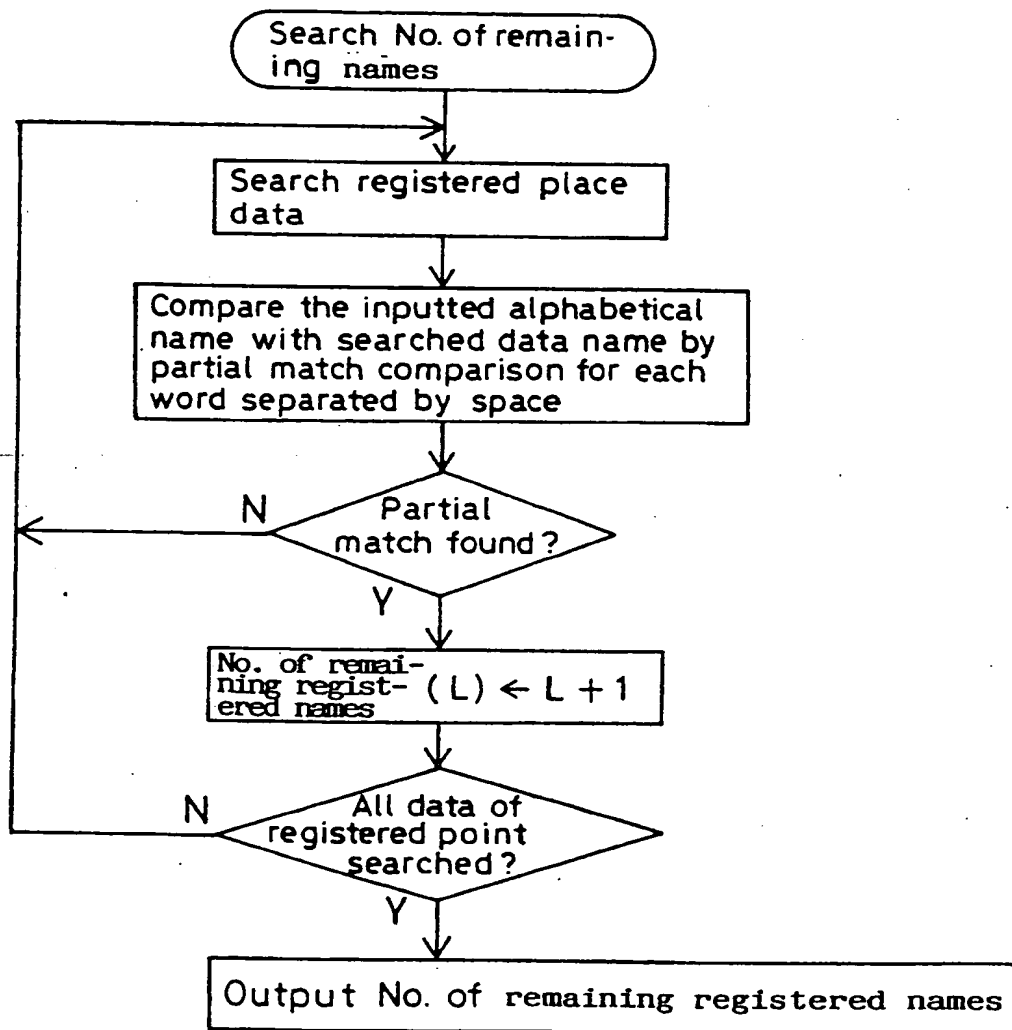 Search No. of remain-
ing names
Search registered place
data
Compare the inputted alphabetical
name with searched data name by
partial match comparison for each
word separated by space
N
Partial
match found?
Y
No. of remai-
ning regist-
ered names
(L) ← L + 1
N
All data of
registered point
searched?
Y
Output No. of remaining registered names